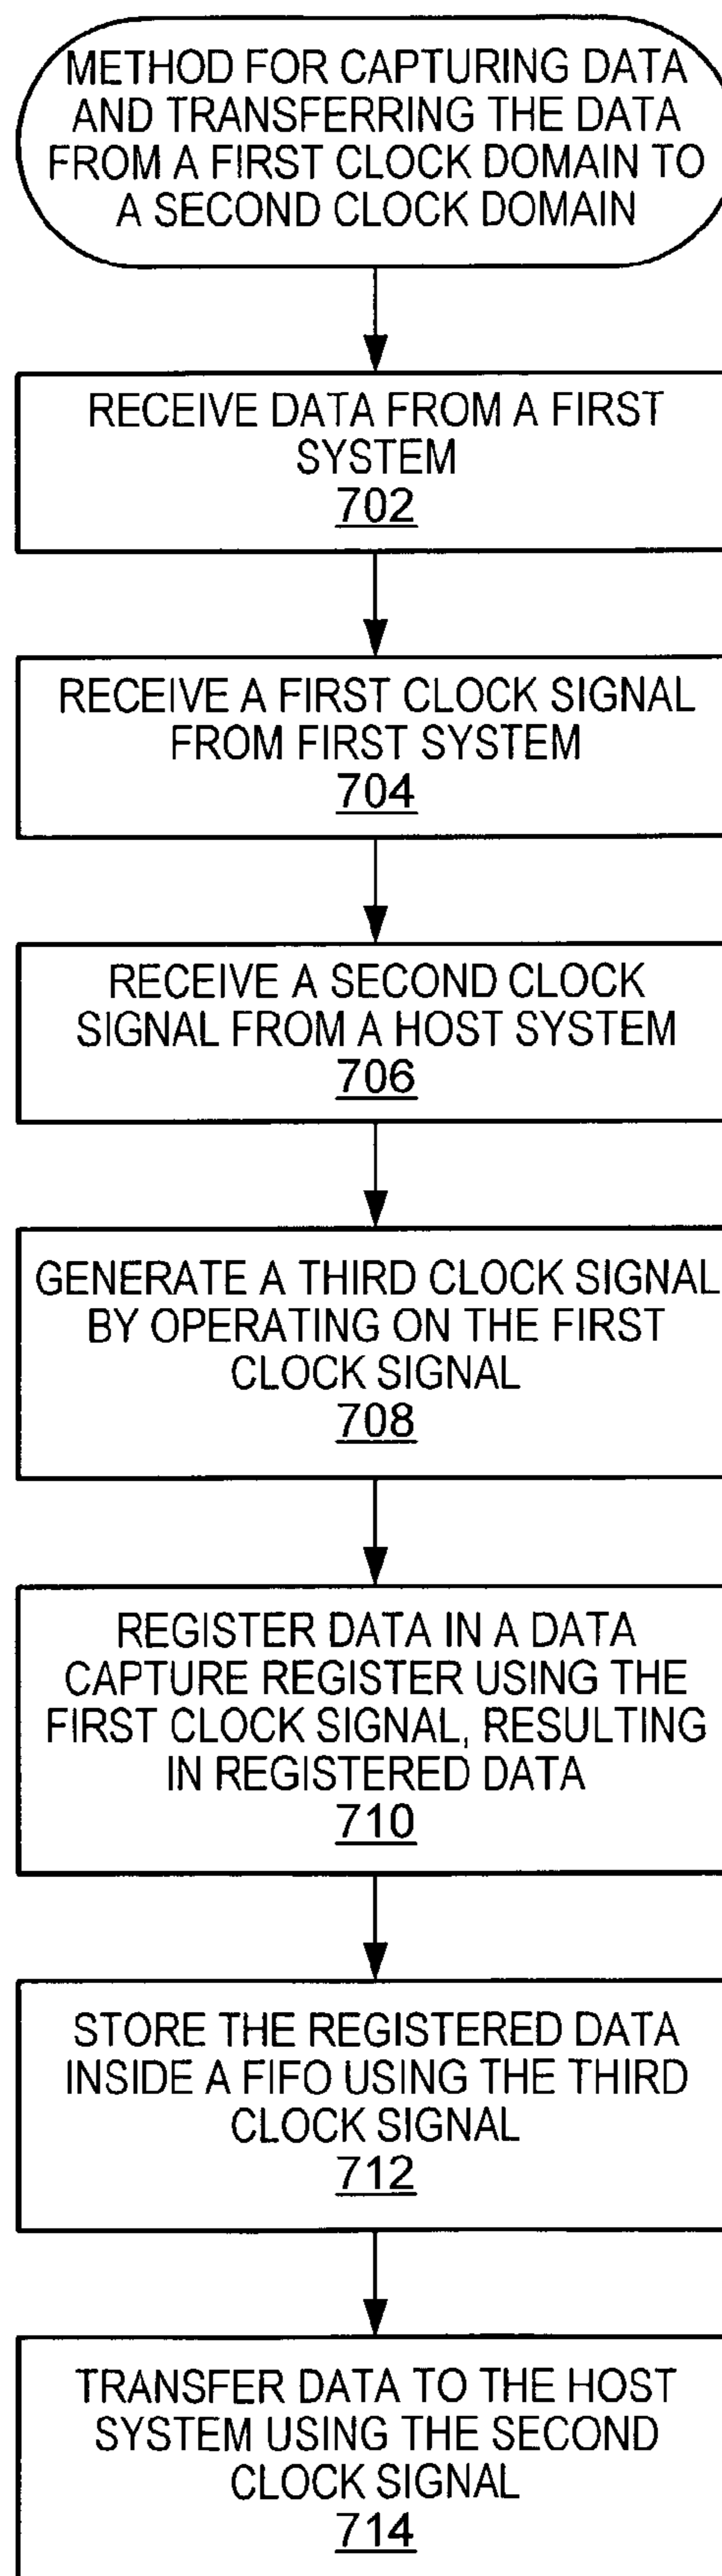 METHOD FOR CAPTURING DATA
AND TRANSFERRING THE DATA
FROM A FIRST CLOCK DOMAIN TO
A SECOND CLOCK DOMAIN
RECEIVE DATA FROM A FIRST
SYSTEM
702
RECEIVE A FIRST CLOCK SIGNAL
FROM FIRST SYSTEM
704
RECEIVE A SECOND CLOCK
SIGNAL FROM A HOST SYSTEM
706
GENERATE A THIRD CLOCK SIGNAL
BY OPERATING ON THE FIRST
CLOCK SIGNAL
708
REGISTER DATA IN A DATA
CAPTURE REGISTER USING THE
FIRST CLOCK SIGNAL, RESULTING
IN REGISTERED DATA
710
STORE THE REGISTERED DATA
INSIDE A FIFO USING THE THIRD
CLOCK SIGNAL
712
TRANSFER DATA TO THE HOST
SYSTEM USING THE SECOND
CLOCK SIGNAL
714